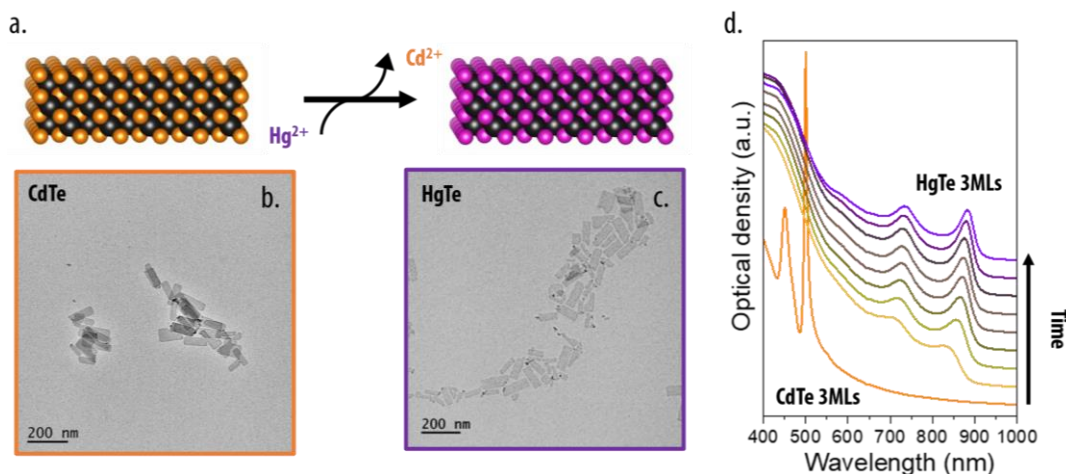 a.
Cd²⁺
Hg²⁺
CdTe
b.
200 nm
HgTe
c.
200 nm
d.
Optical density (a.u.)
HgTe 3MLs
CdTe 3MLs
Time
400 500 600 700 800 900 1000
Wavelength (nm)